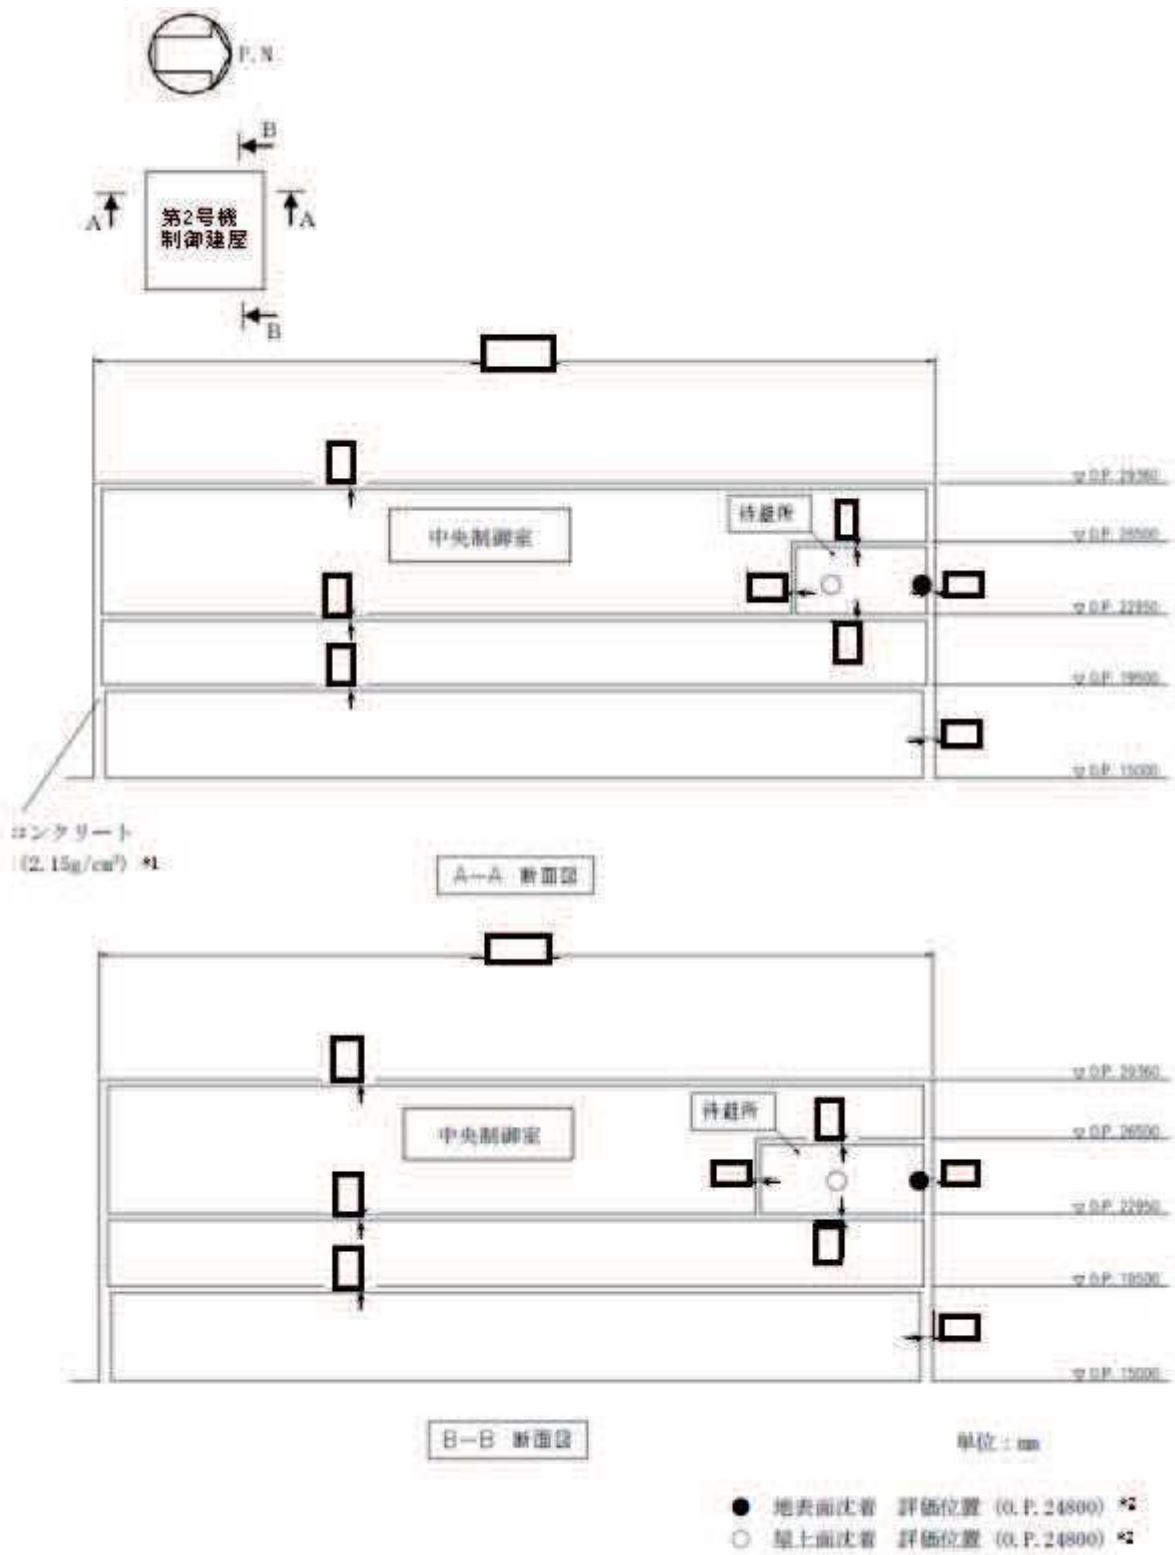 P.N.
B
A
第2号機
制御建屋
A
B
▽O.P. 29360
待避所
中央制御室
▽O.P. 26500
▽O.P. 22950
▽O.P. 19500
▽O.P. 15000
コンクリート
(2.15g/cm³) *1
A-A 断面図
▽O.P. 29360
待避所
中央制御室
▽O.P. 26500
▽O.P. 22950
▽O.P. 19500
▽O.P. 15000
B-B 断面図
単位:mm
● 地表面沈着 評価位置 (O.P.24800) *2
○ 屋上面沈着 評価位置 (O.P.24800) *2